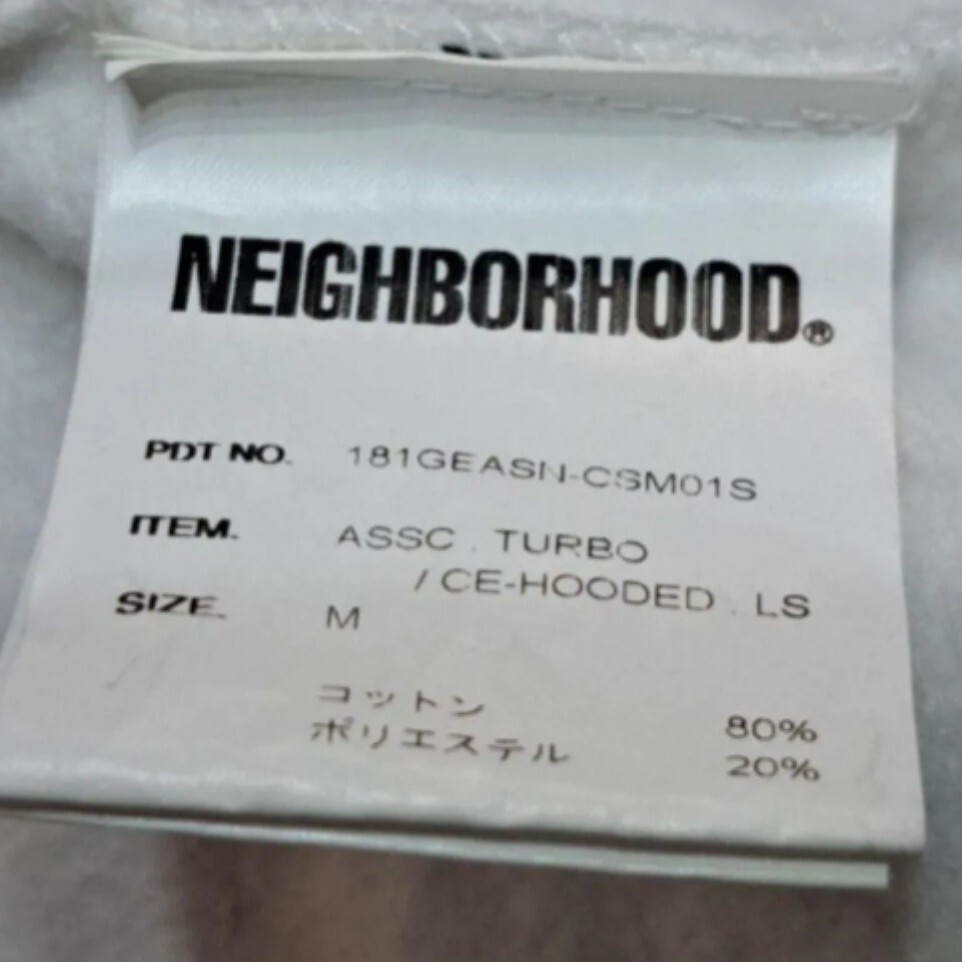 NEIGHBORHOOD®
PDT NO. 181GEASN-CSM01S
ITEM. ASSC . TURBO
/ CE-HOODED . LS
SIZE. M
コットン 80%
ポリエステル 20%